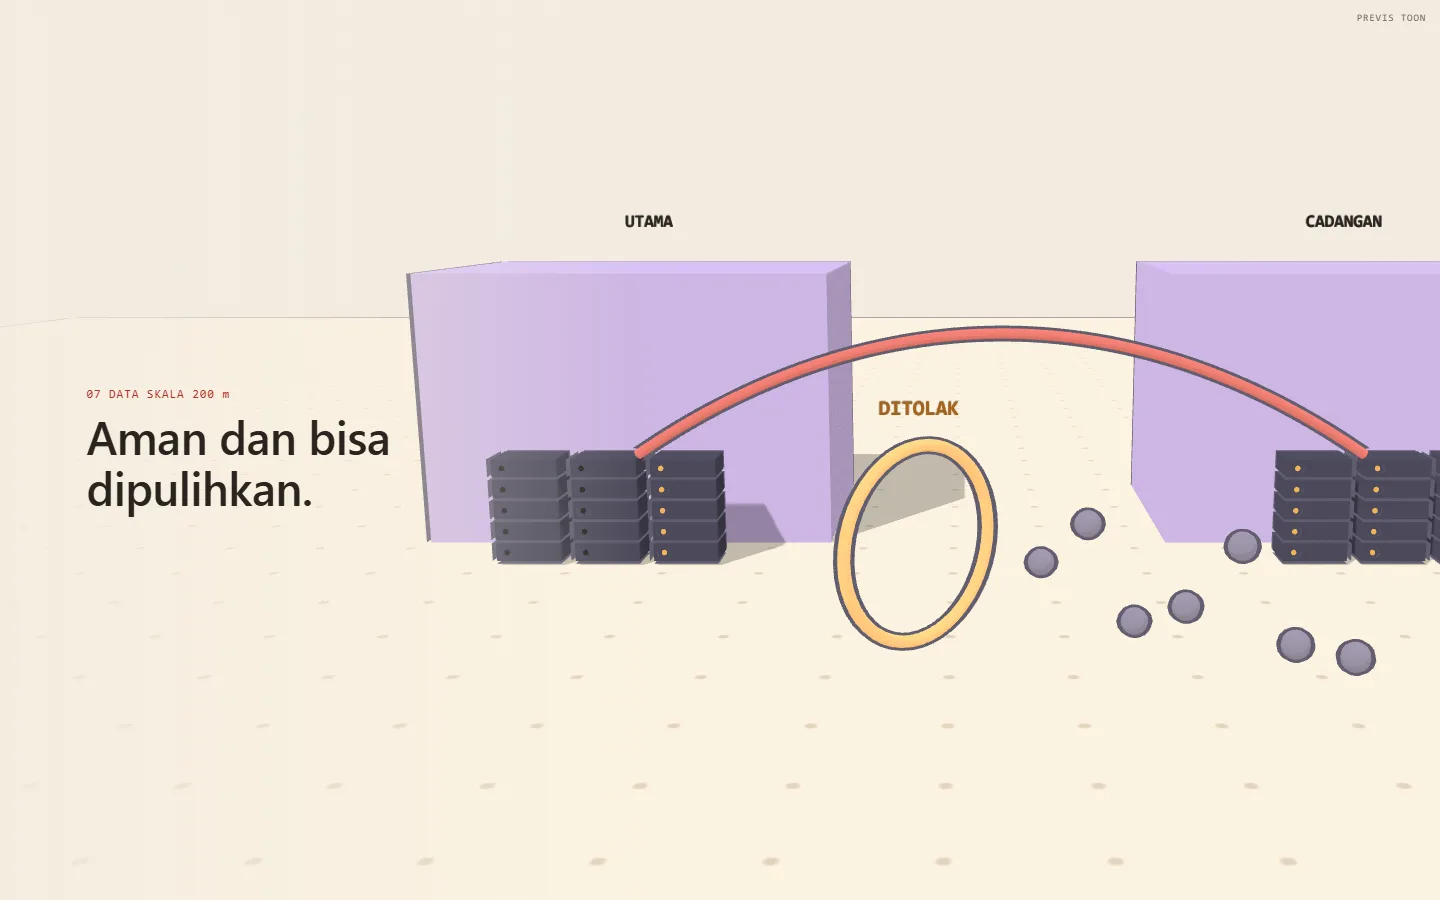 PREVIS TOON
UTAMA
CADANGAN
07 DATA SKALA 200 m
Aman dan bisa
dipulihkan.
DITOLAK